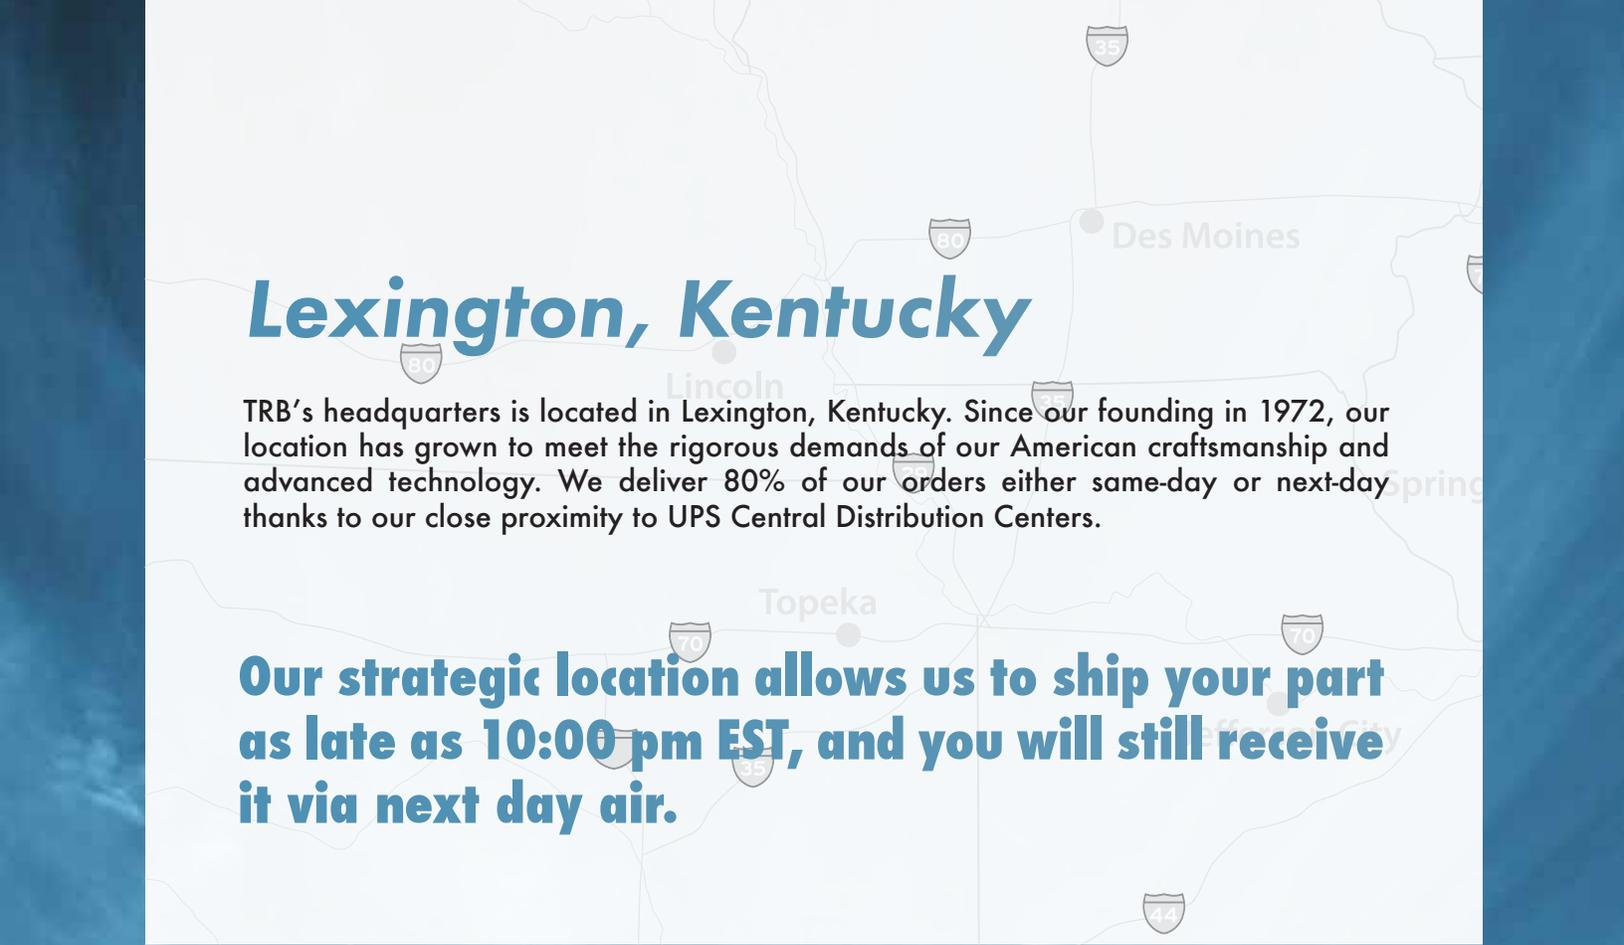 35
80
Des Moines
Lexington, Kentucky
80
Lincoln
35
TRB’s headquarters is located in Lexington, Kentucky. Since our founding in 1972, our
location has grown to meet the rigorous demands of our American craftsmanship and
advanced technology. We deliver 80% of our orders either same-day or next-day
thanks to our close proximity to UPS Central Distribution Centers.
29
Spring
Topeka
70
70
Our strategic location allows us to ship your part
as late as 10:00 pm EST, and you will still receive
it via next day air.
Jefferson City
35
44